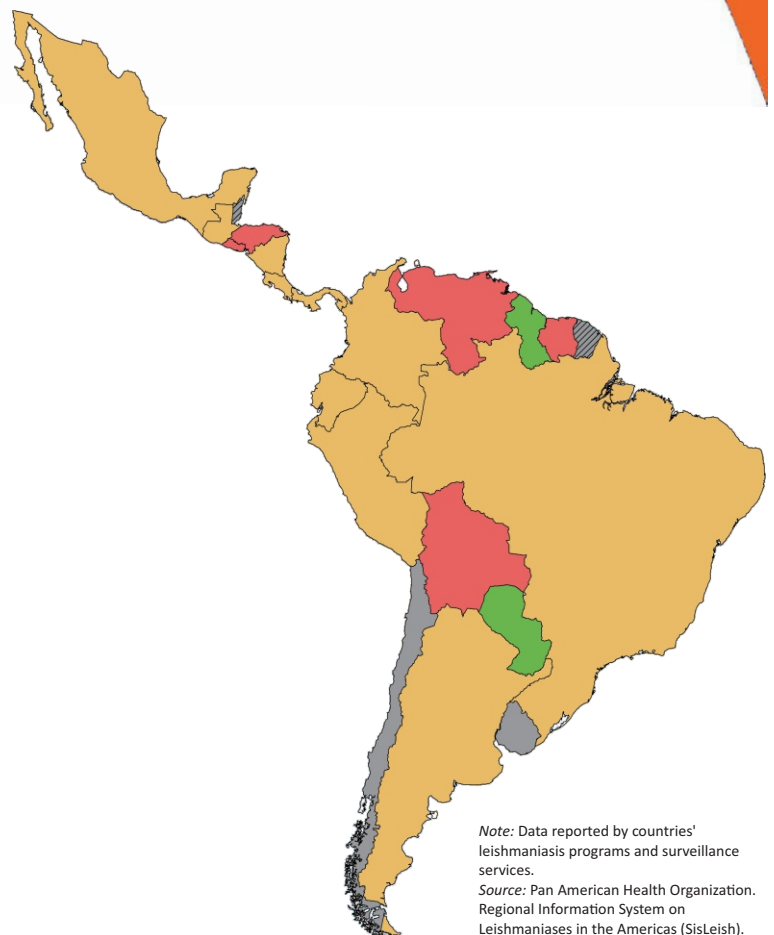 Note: Data reported by countries'
leishmaniasis programs and surveillance
services.
Source: Pan American Health Organization.
Regional Information System on
Leishmaniases in the Americas (SisLeish).